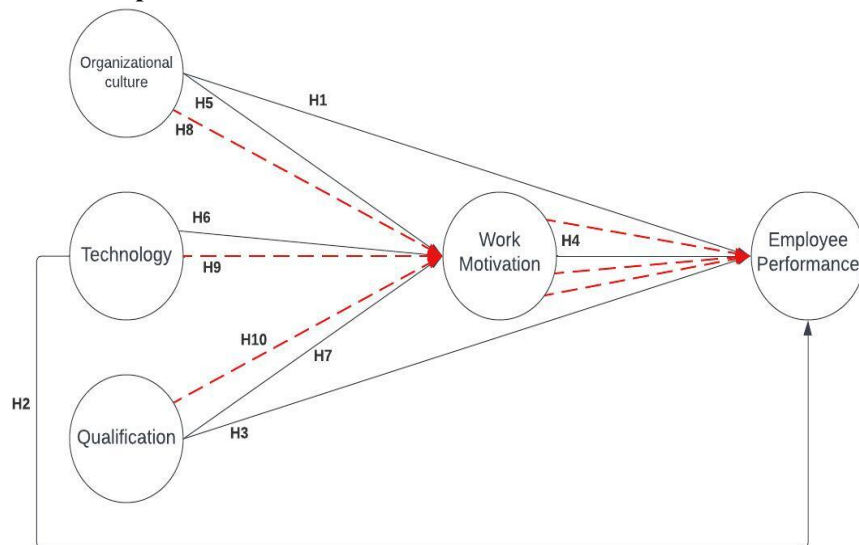 Organizational
culture
H5
H1
H8
H6
Technology
H9
Work
Motivation
H4
Employee
Performance
H10
H7
H2
Qualification
H3